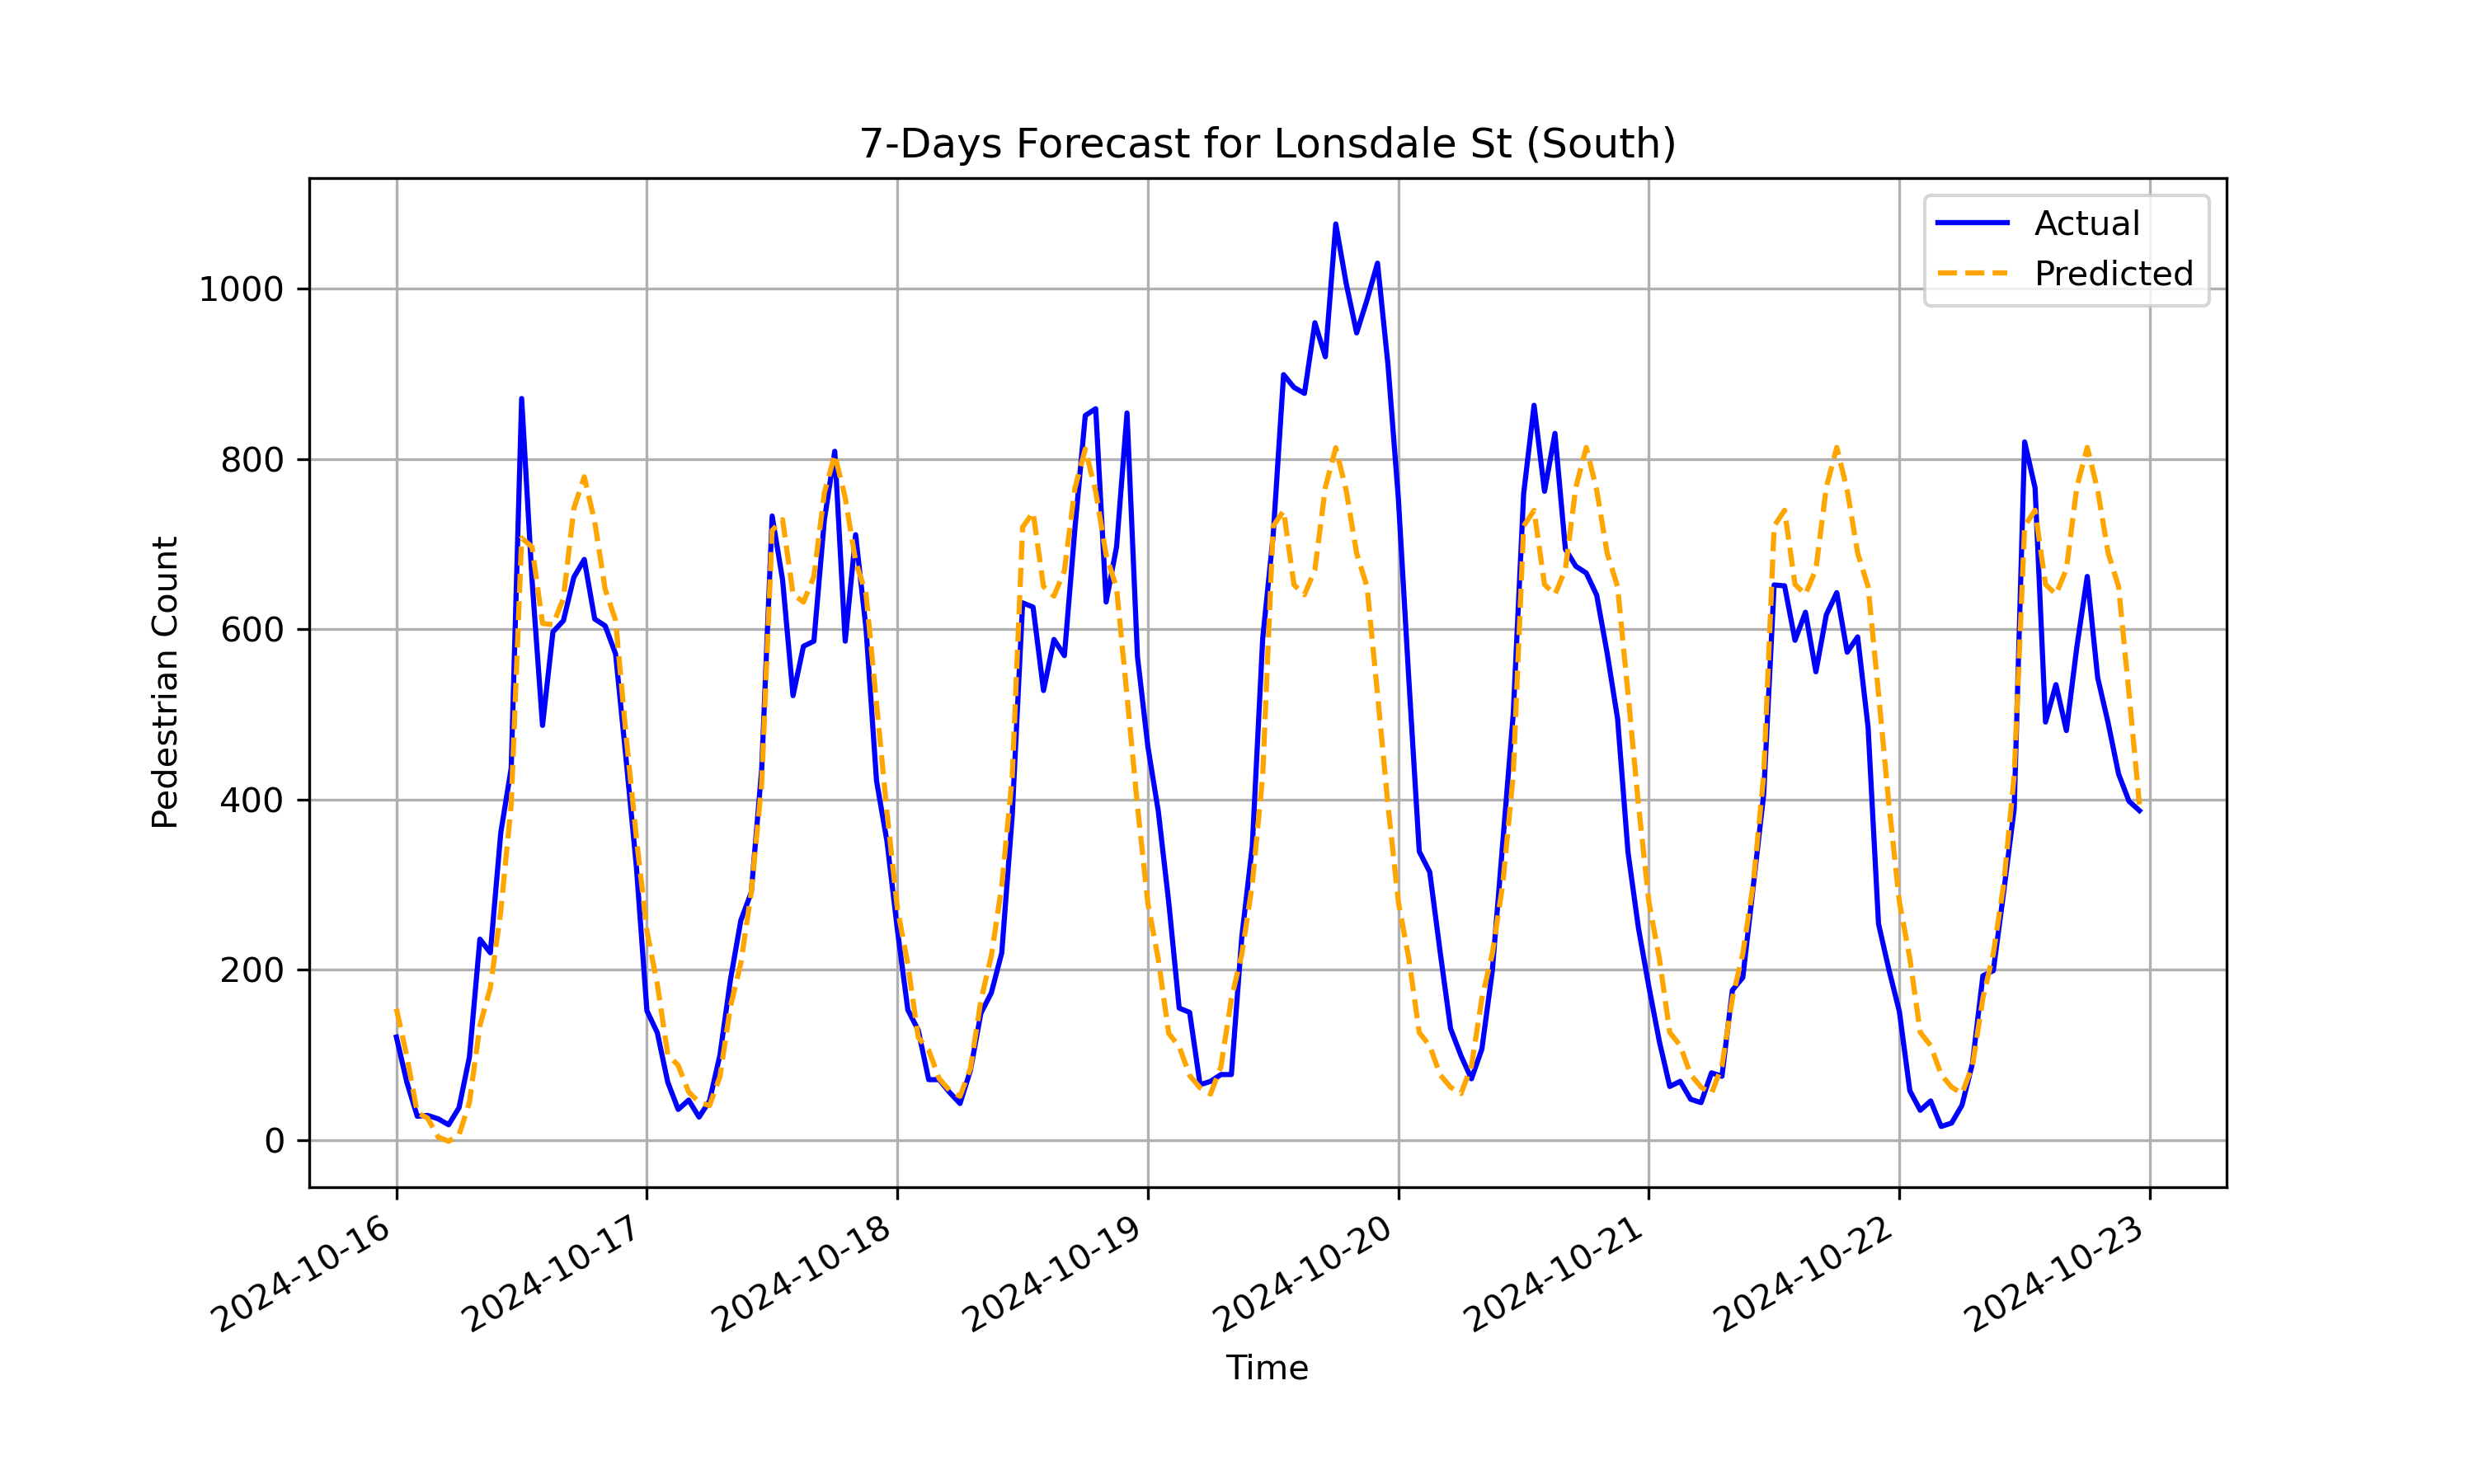 7-Days Forecast for Lonsdale St (South)
Actual
Predicted
Pedestrian Count
1000
800
600
400
200
0
2024-10-16
2024-10-17
2024-10-18
2024-10-19
2024-10-20
2024-10-21
2024-10-22
2024-10-23
Time